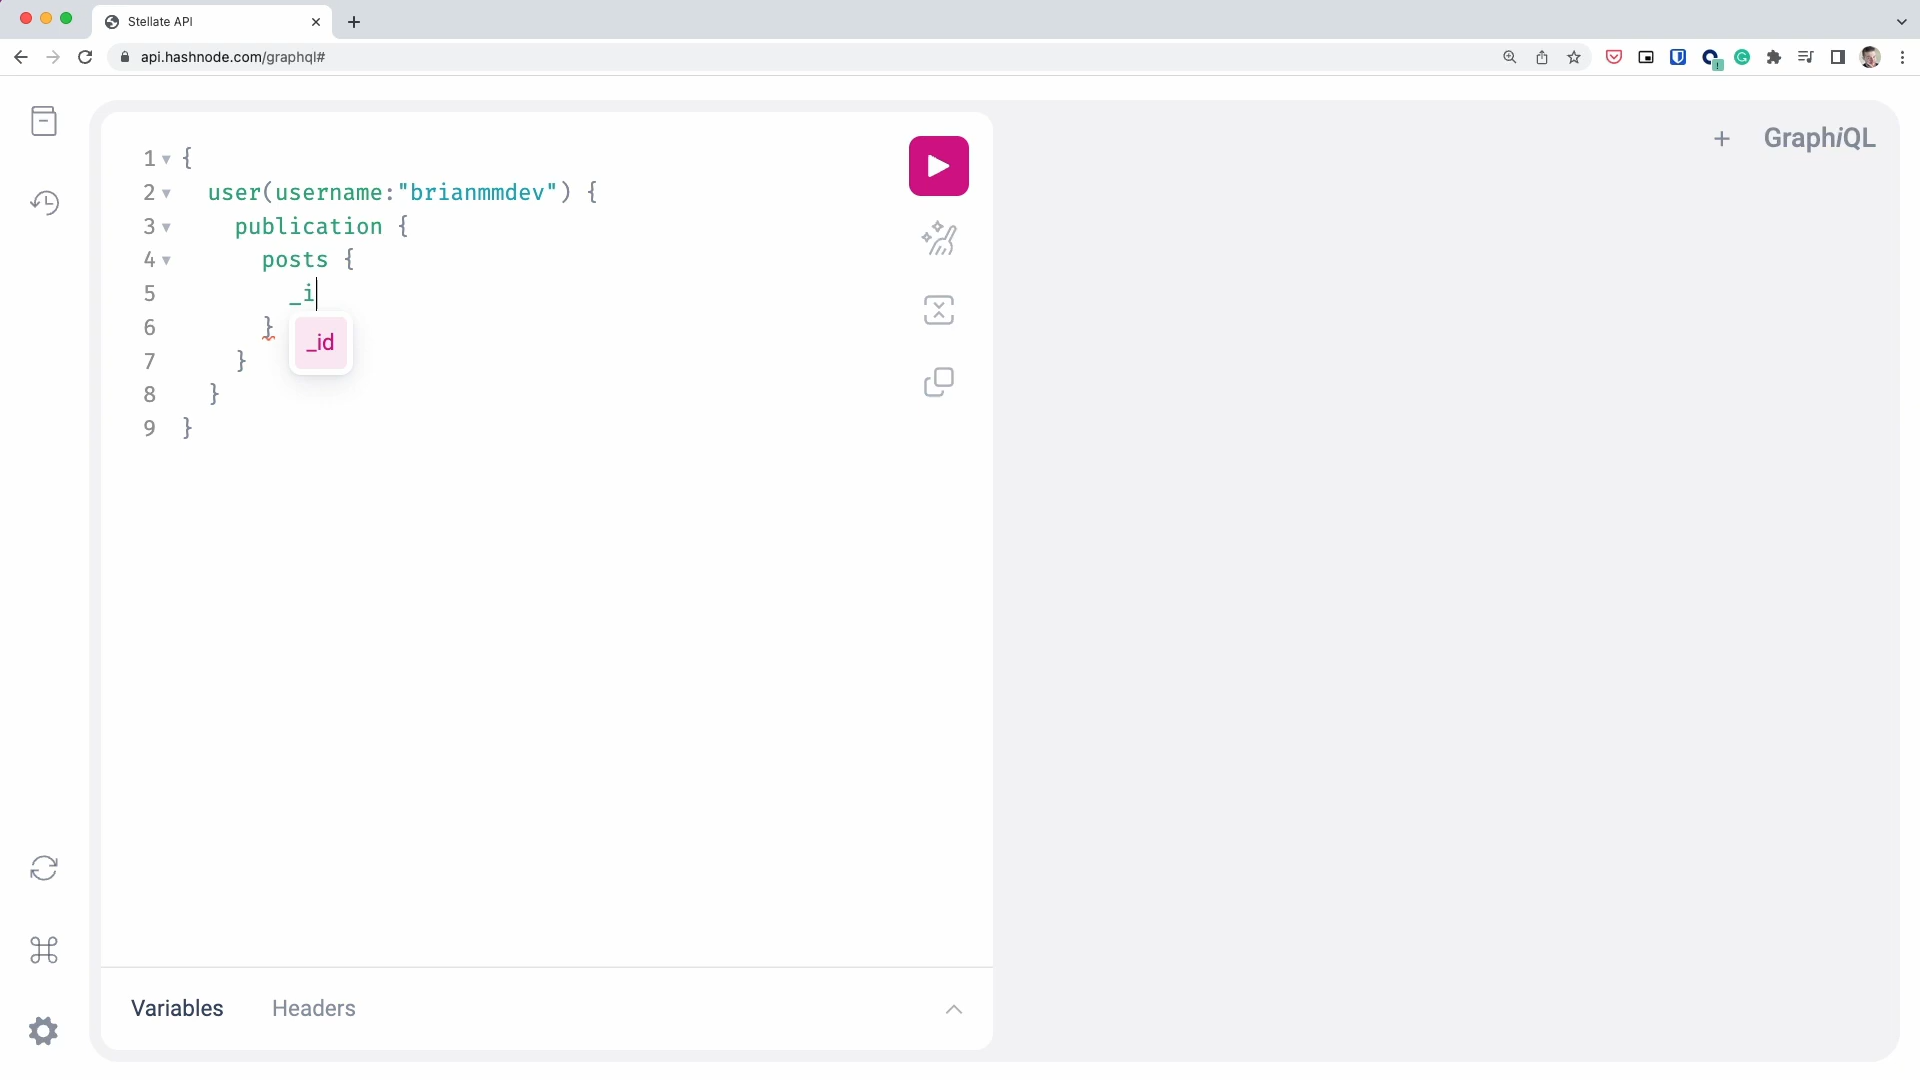 Stellate API
api.hashnode.com/graphql#
GraphiQL
1 {
2 user(username:"brianmmdev") {
3 publication {
4 posts {
5 _i
6 }
_id
7 }
8 }
9 }
Variables Headers